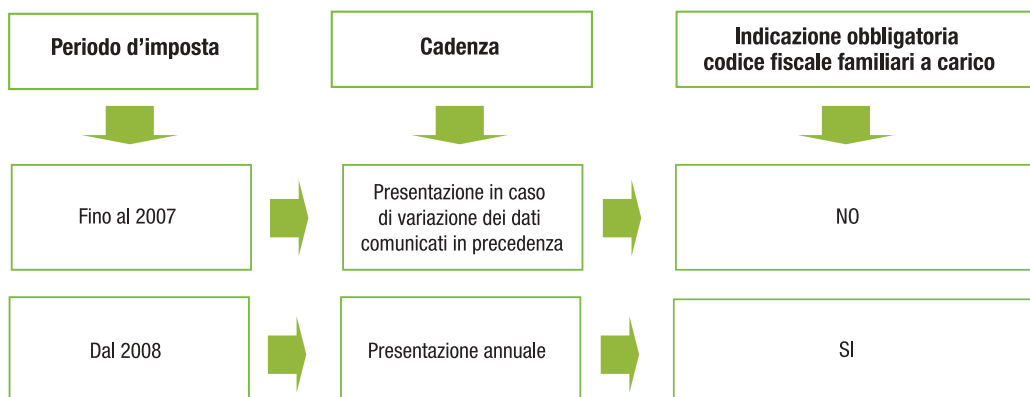 Periodo d'imposta
Cadenza
Indicazione obbligatoria
codice fiscale familiari a carico
Fino al 2007
Presentazione in caso
di variazione dei dati
comunicati in precedenza
NO
Dal 2008
Presentazione annuale
SI